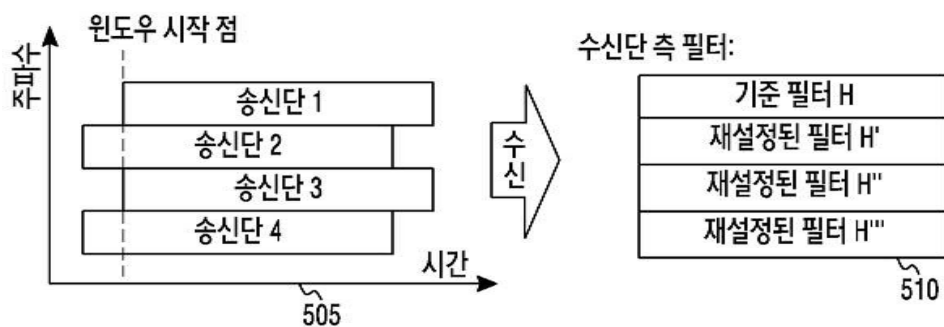 윈도우 시작 점
주파수
송신단 1
송신단 2
송신단 3
송신단 4
시간
505
수신
수신단 측 필터:
기준 필터 H
재설정된 필터 H'
재설정된 필터 H''
재설정된 필터 H'''
510